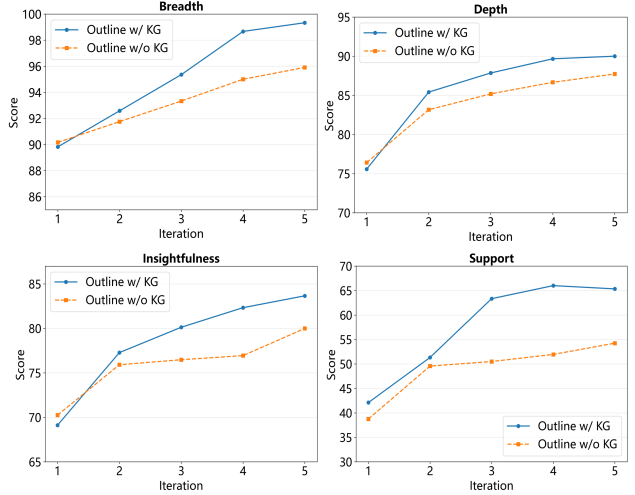 Breadth
100
98
96
94
92
90
88
86
Score
Outline w/ KG
Outline w/o KG
1 2 3 4 5
Iteration
Depth
95
90
85
80
75
70
Score
Outline w/ KG
Outline w/o KG
1 2 3 4 5
Iteration
Insightfulness
85
80
75
70
65
Score
Outline w/ KG
Outline w/o KG
1 2 3 4 5
Iteration
Support
70
65
60
55
50
45
40
35
30
Score
Outline w/ KG
Outline w/o KG
1 2 3 4 5
Iteration